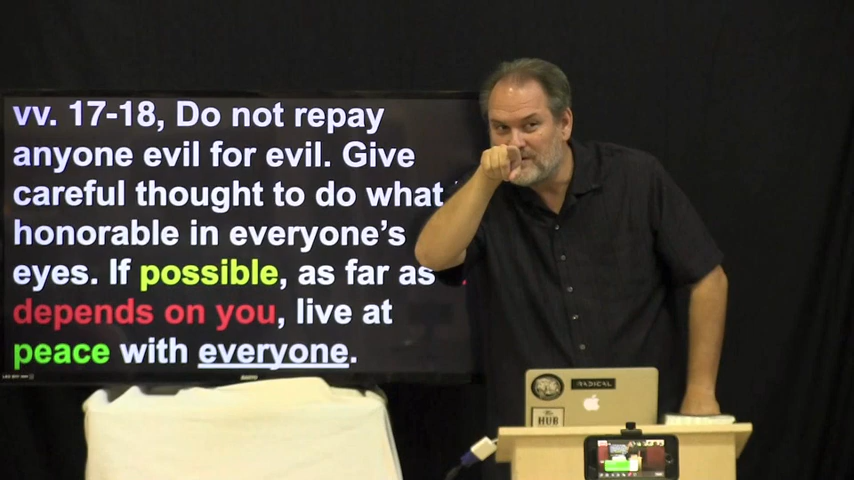 vv. 17-18, Do not repay
anyone evil for evil. Give
careful thought to do what
honorable in everyone's
eyes. If possible, as far as
depends on you, live at
peace with everyone.
RADICAL
HUB